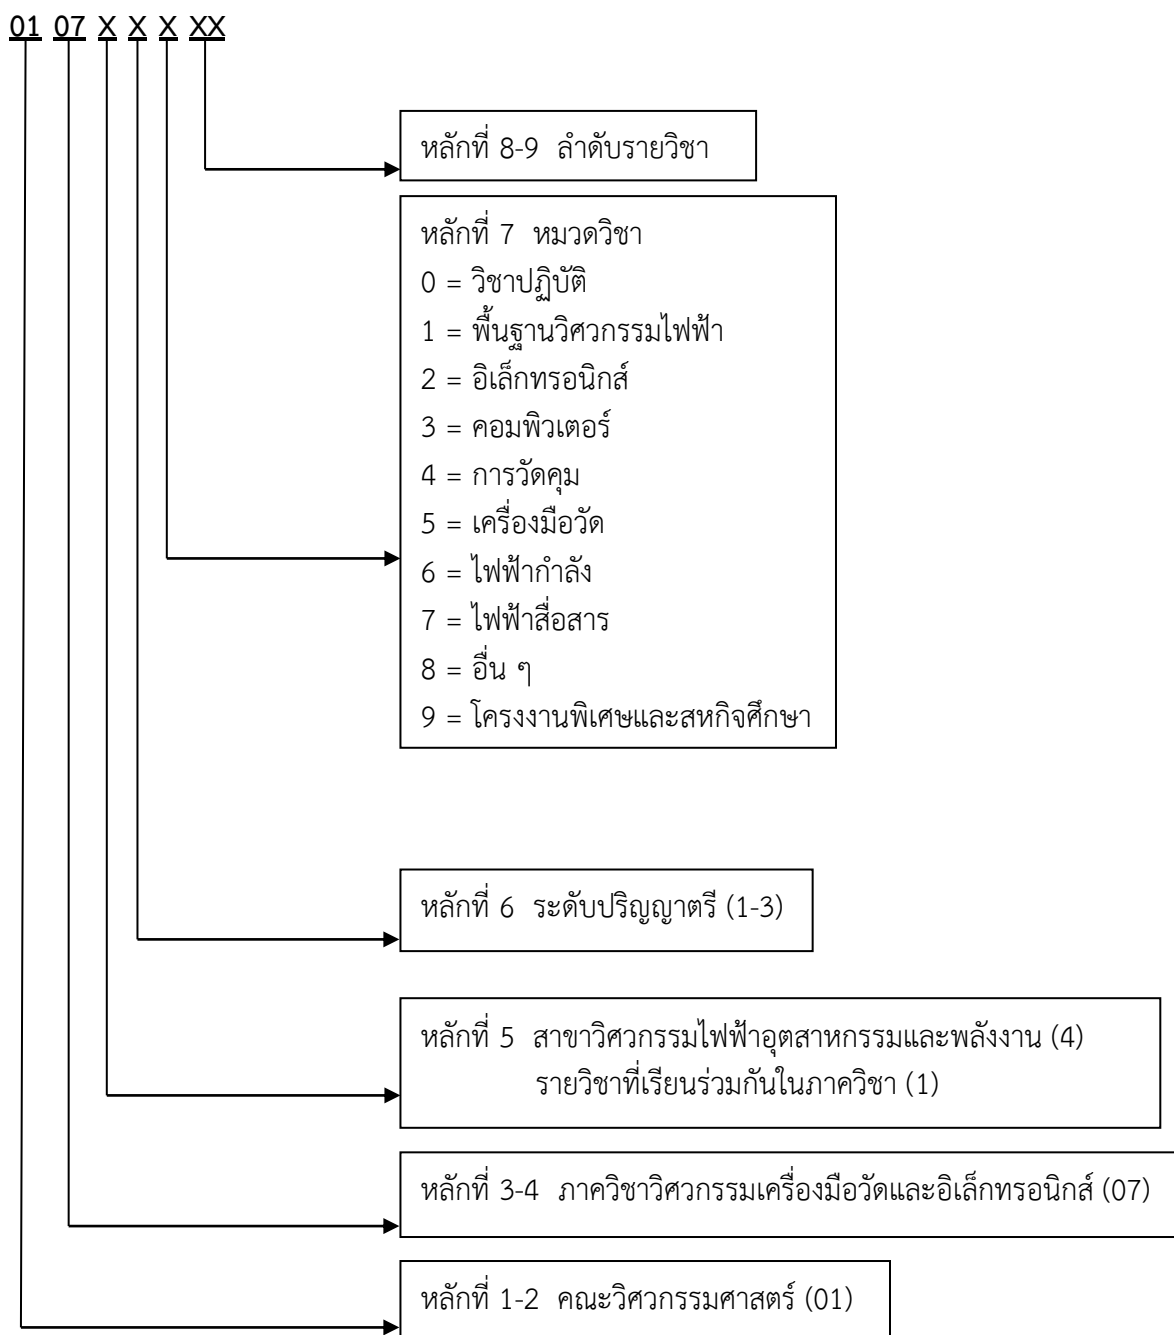 01 07 X X X XX
หลักที่ 8-9 ลำดับรายวิชา
หลักที่ 7 หมวดวิชา
0 = วิชาปฏิบัติ
1 = พื้นฐานวิศวกรรมไฟฟ้า
2 = อิเล็กทรอนิกส์
3 = คอมพิวเตอร์
4 = การวัดคุม
5 = เครื่องมือวัด
6 = ไฟฟ้ากำลัง
7 = ไฟฟ้าสื่อสาร
8 = อื่น ๆ
9 = โครงงานพิเศษและสหกิจศึกษา
หลักที่ 6 ระดับปริญญาตรี (1-3)
หลักที่ 5 สาขาวิศวกรรมไฟฟ้าอุตสาหกรรมและพลังงาน (4)
รายวิชาที่เรียนร่วมกันในภาควิชา (1)
หลักที่ 3-4 ภาควิชาวิศวกรรมเครื่องมือวัดและอิเล็กทรอนิกส์ (07)
หลักที่ 1-2 คณะวิศวกรรมศาสตร์ (01)